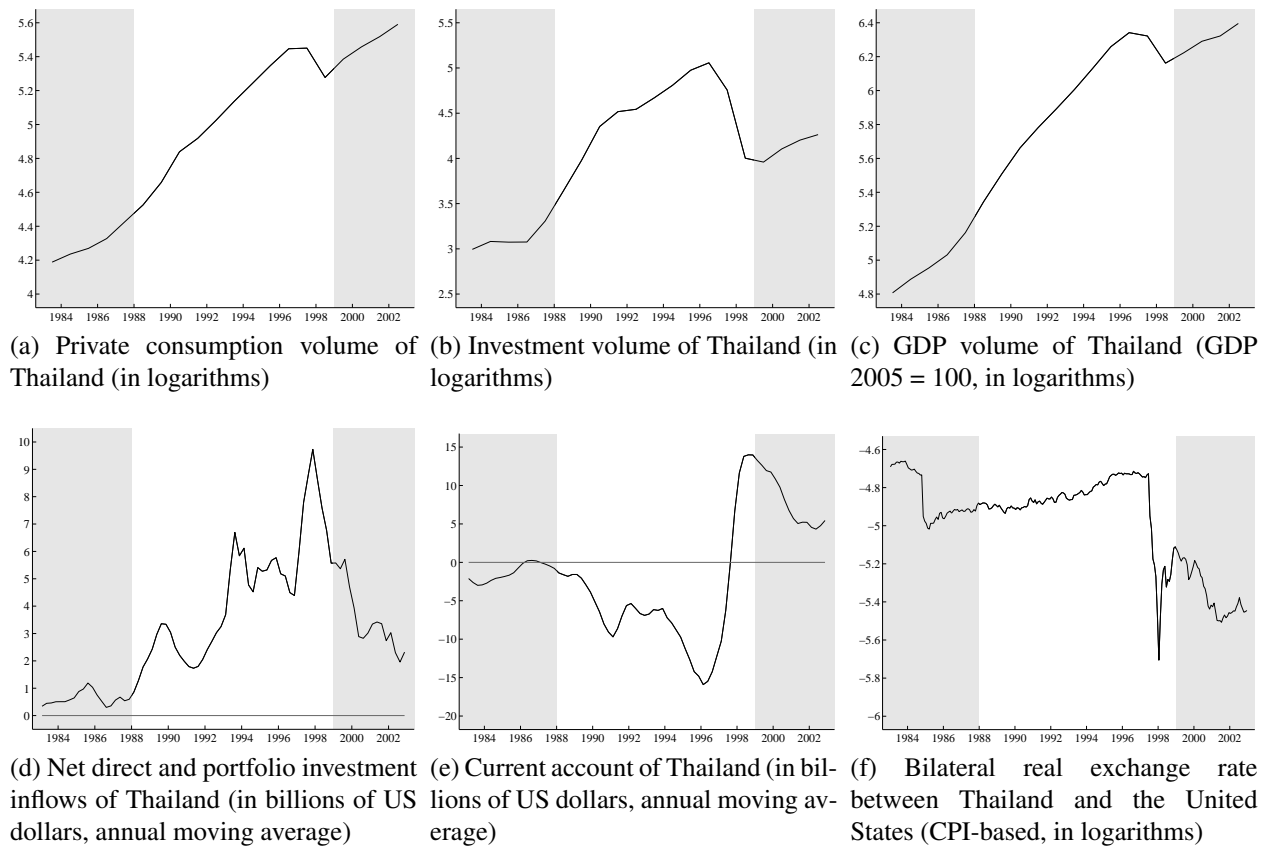 5.6
5.4
5.2
5
4.8
4.6
4.4
4.2
4
1984 1986 1988 1990 1992 1994 1996 1998 2000 2002
(a) Private consumption volume of
Thailand (in logarithms)
5.5
5
4.5
4
3.5
3
2.5
1984 1986 1988 1990 1992 1994 1996 1998 2000 2002
(b) Investment volume of Thailand (in
logarithms)
6.4
6.2
6
5.8
5.6
5.4
5.2
5
4.8
1984 1986 1988 1990 1992 1994 1996 1998 2000 2002
(c) GDP volume of Thailand (GDP
2005 = 100, in logarithms)
10
9
8
7
6
5
4
3
2
1
0
1984 1986 1988 1990 1992 1994 1996 1998 2000 2002
(d) Net direct and portfolio investment
inflows of Thailand (in billions of US
dollars, annual moving average)
15
10
5
0
−5
−10
−15
−20
1984 1986 1988 1990 1992 1994 1996 1998 2000 2002
(e) Current account of Thailand (in bil-
lions of US dollars, annual moving av-
erage)
−4.6
−4.8
−5
−5.2
−5.4
−5.6
−5.8
−6
1984 1986 1988 1990 1992 1994 1996 1998 2000 2002
(f) Bilateral real exchange rate
between Thailand and the United
States (CPI-based, in logarithms)